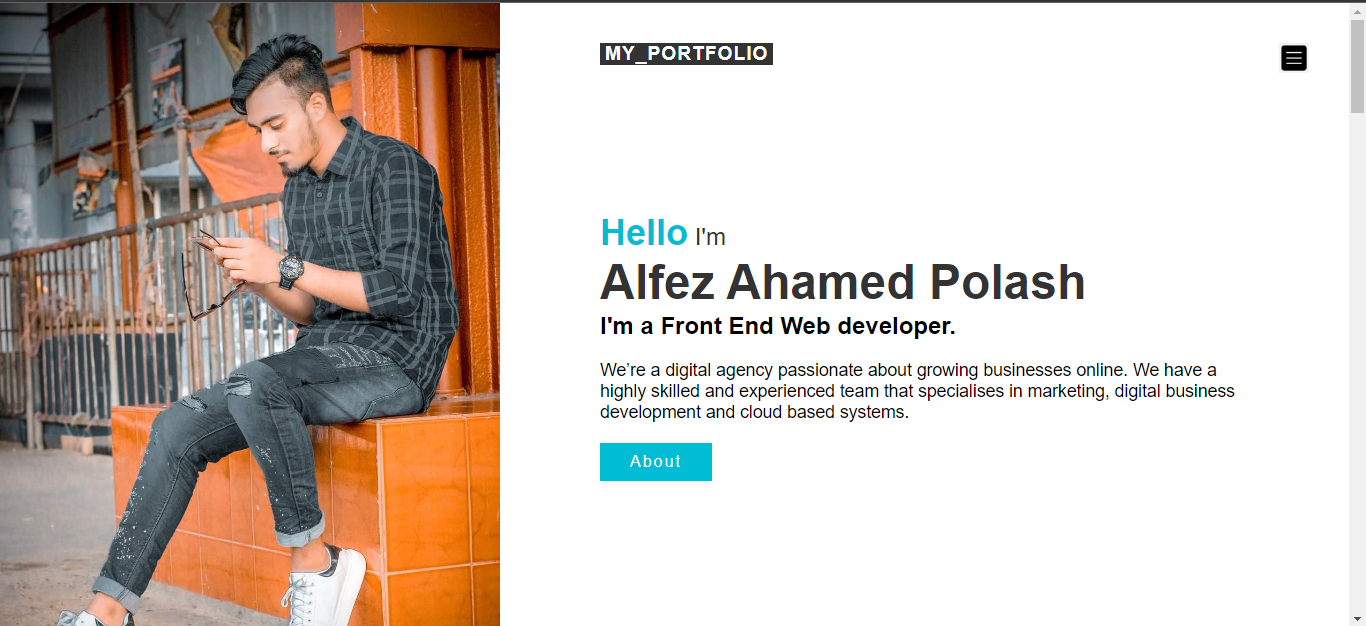 MY_PORTFOLIO
Hello I'm
Alfez Ahamed Polash
I'm a Front End Web developer.
We’re a digital agency passionate about growing businesses online. We have a
highly skilled and experienced team that specialises in marketing, digital business
development and cloud based systems.
About